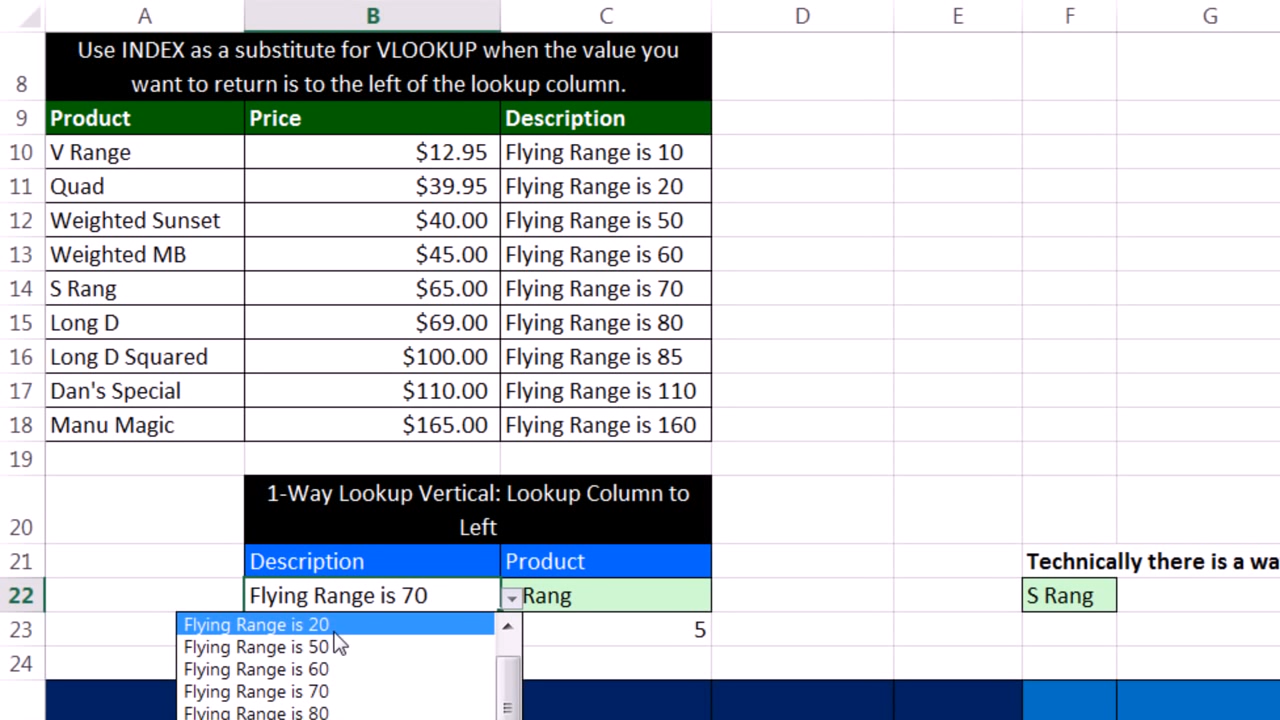 A B C D E F G
8 Use INDEX as a substitute for VLOOKUP when the value you
want to return is to the left of the lookup column.
9 Product Price Description
10 V Range $12.95 Flying Range is 10
11 Quad $39.95 Flying Range is 20
12 Weighted Sunset $40.00 Flying Range is 50
13 Weighted MB $45.00 Flying Range is 60
14 S Rang $65.00 Flying Range is 70
15 Long D $69.00 Flying Range is 80
16 Long D Squared $100.00 Flying Range is 85
17 Dan's Special $110.00 Flying Range is 110
18 Manu Magic $165.00 Flying Range is 160
19
1-Way Lookup Vertical: Lookup Column to
20 Left
21 Description Product Technically there is a wa
22 Flying Range is 70 Rang S Rang
23 5
24
Flying Range is 20
Flying Range is 50
Flying Range is 60
Flying Range is 70
Flying Range is 80